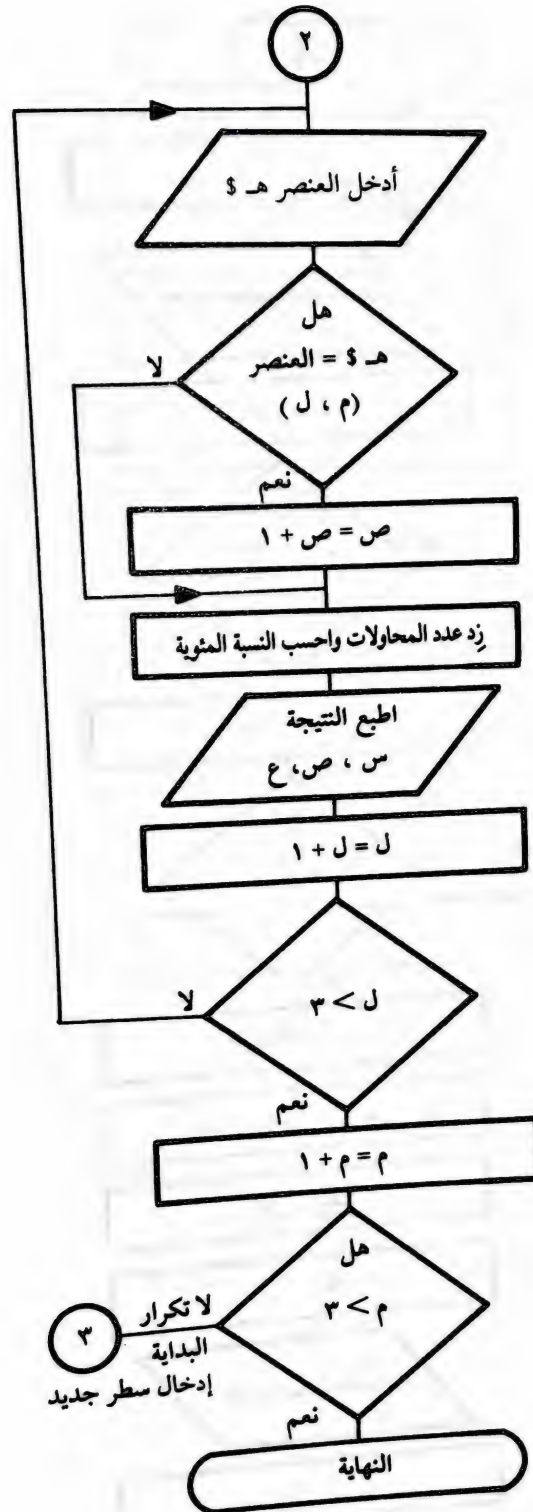 ٢
أدخل العنصر هـ $
هل
هـ $ = العنصر
(م ، ل)
لا
نعم
ص = ص + ١
زِد عدد المحاولات واحسب النسبة المئوية
اطبع النتيجة
س ، ص، ع
ل = ل + ١
ل > ٣
لا
نعم
م = م + ١
هل
م > ٣
لا تكرار
البداية
إدخال سطر جديد
٣
نعم
النهاية